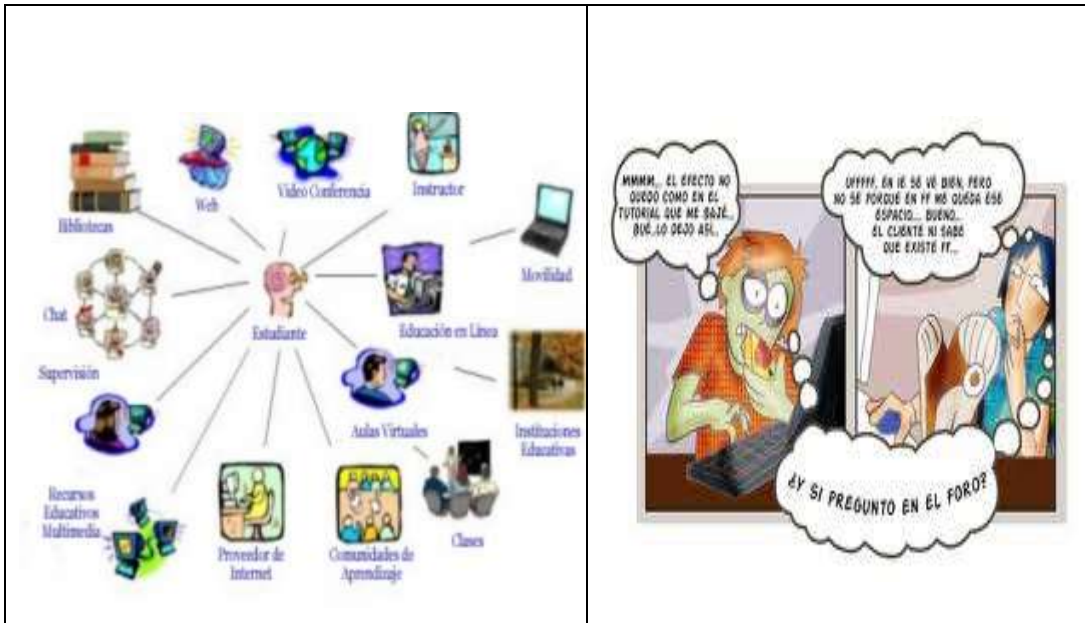 Bibliotecas
Web
Video Conferencia
Instructor
Movilidad
Chat
Estudiante
Educación en Línea
Supervisión
Aulas Virtuales
Instituciones
Educativas
Recursos
Educativos
Multimedia
Proveedor de
Internet
Comunidades de
Aprendizaje
Clases
MMMM... EL EFECTO NO
QUEDO COMO EN EL
TUTORIAL QUE ME BAJÉ...
BUÉ..LO DEJO ASÍ..
UFFFFF. EN IE SE VÉ BIEN, PERO
NO SE PORQUE EN FF ME QUEDA ESE
ESPACIO... BUENO..
EL CLIENTE NI SABE
QUE EXISTE FF...
¿Y SI PREGUNTO EN EL FORO?